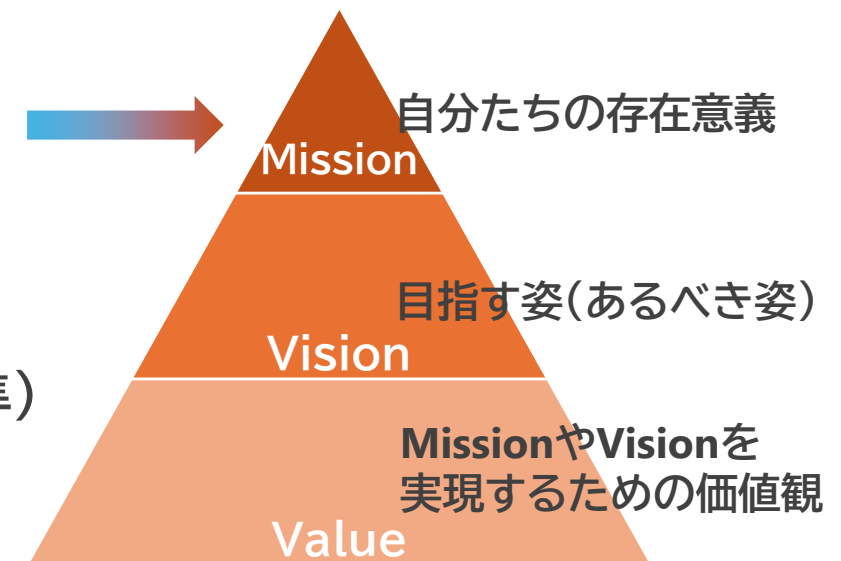 自分たちの存在意義
Mission
目指す姿(あるべき姿)
Vision
)
MissionやVisionを
実現するための価値観
Value